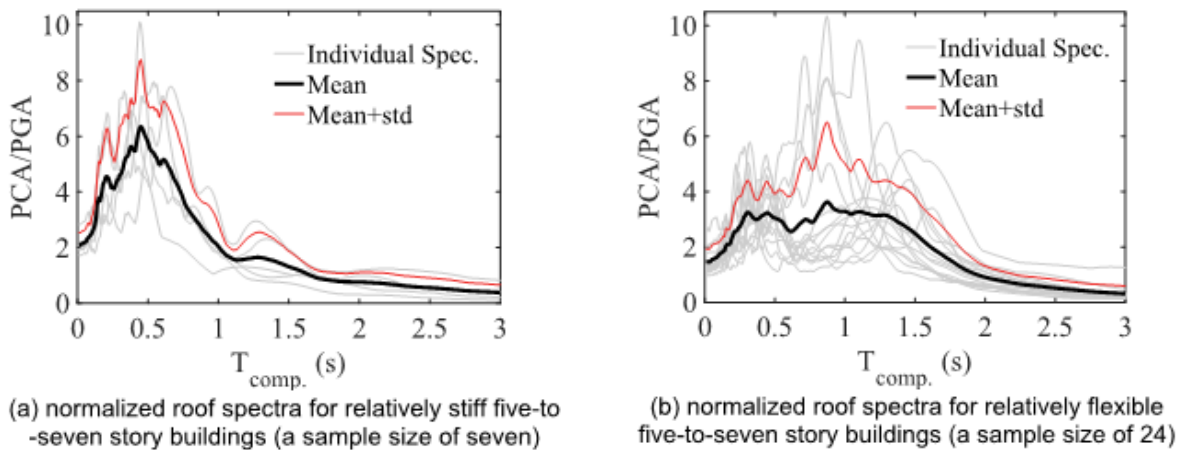 10
8
6
4
2
0
PCA/PGA
Individual Spec.
Mean
Mean+std
0 0.5 1 1.5 2 2.5 3
T comp. (s)
(a) normalized roof spectra for relatively stiff five-to
-seven story buildings (a sample size of seven)
10
8
6
4
2
0
PCA/PGA
Individual Spec.
Mean
Mean+std
0 0.5 1 1.5 2 2.5 3
T comp. (s)
(b) normalized roof spectra for relatively flexible
five-to-seven story buildings (a sample size of 24)